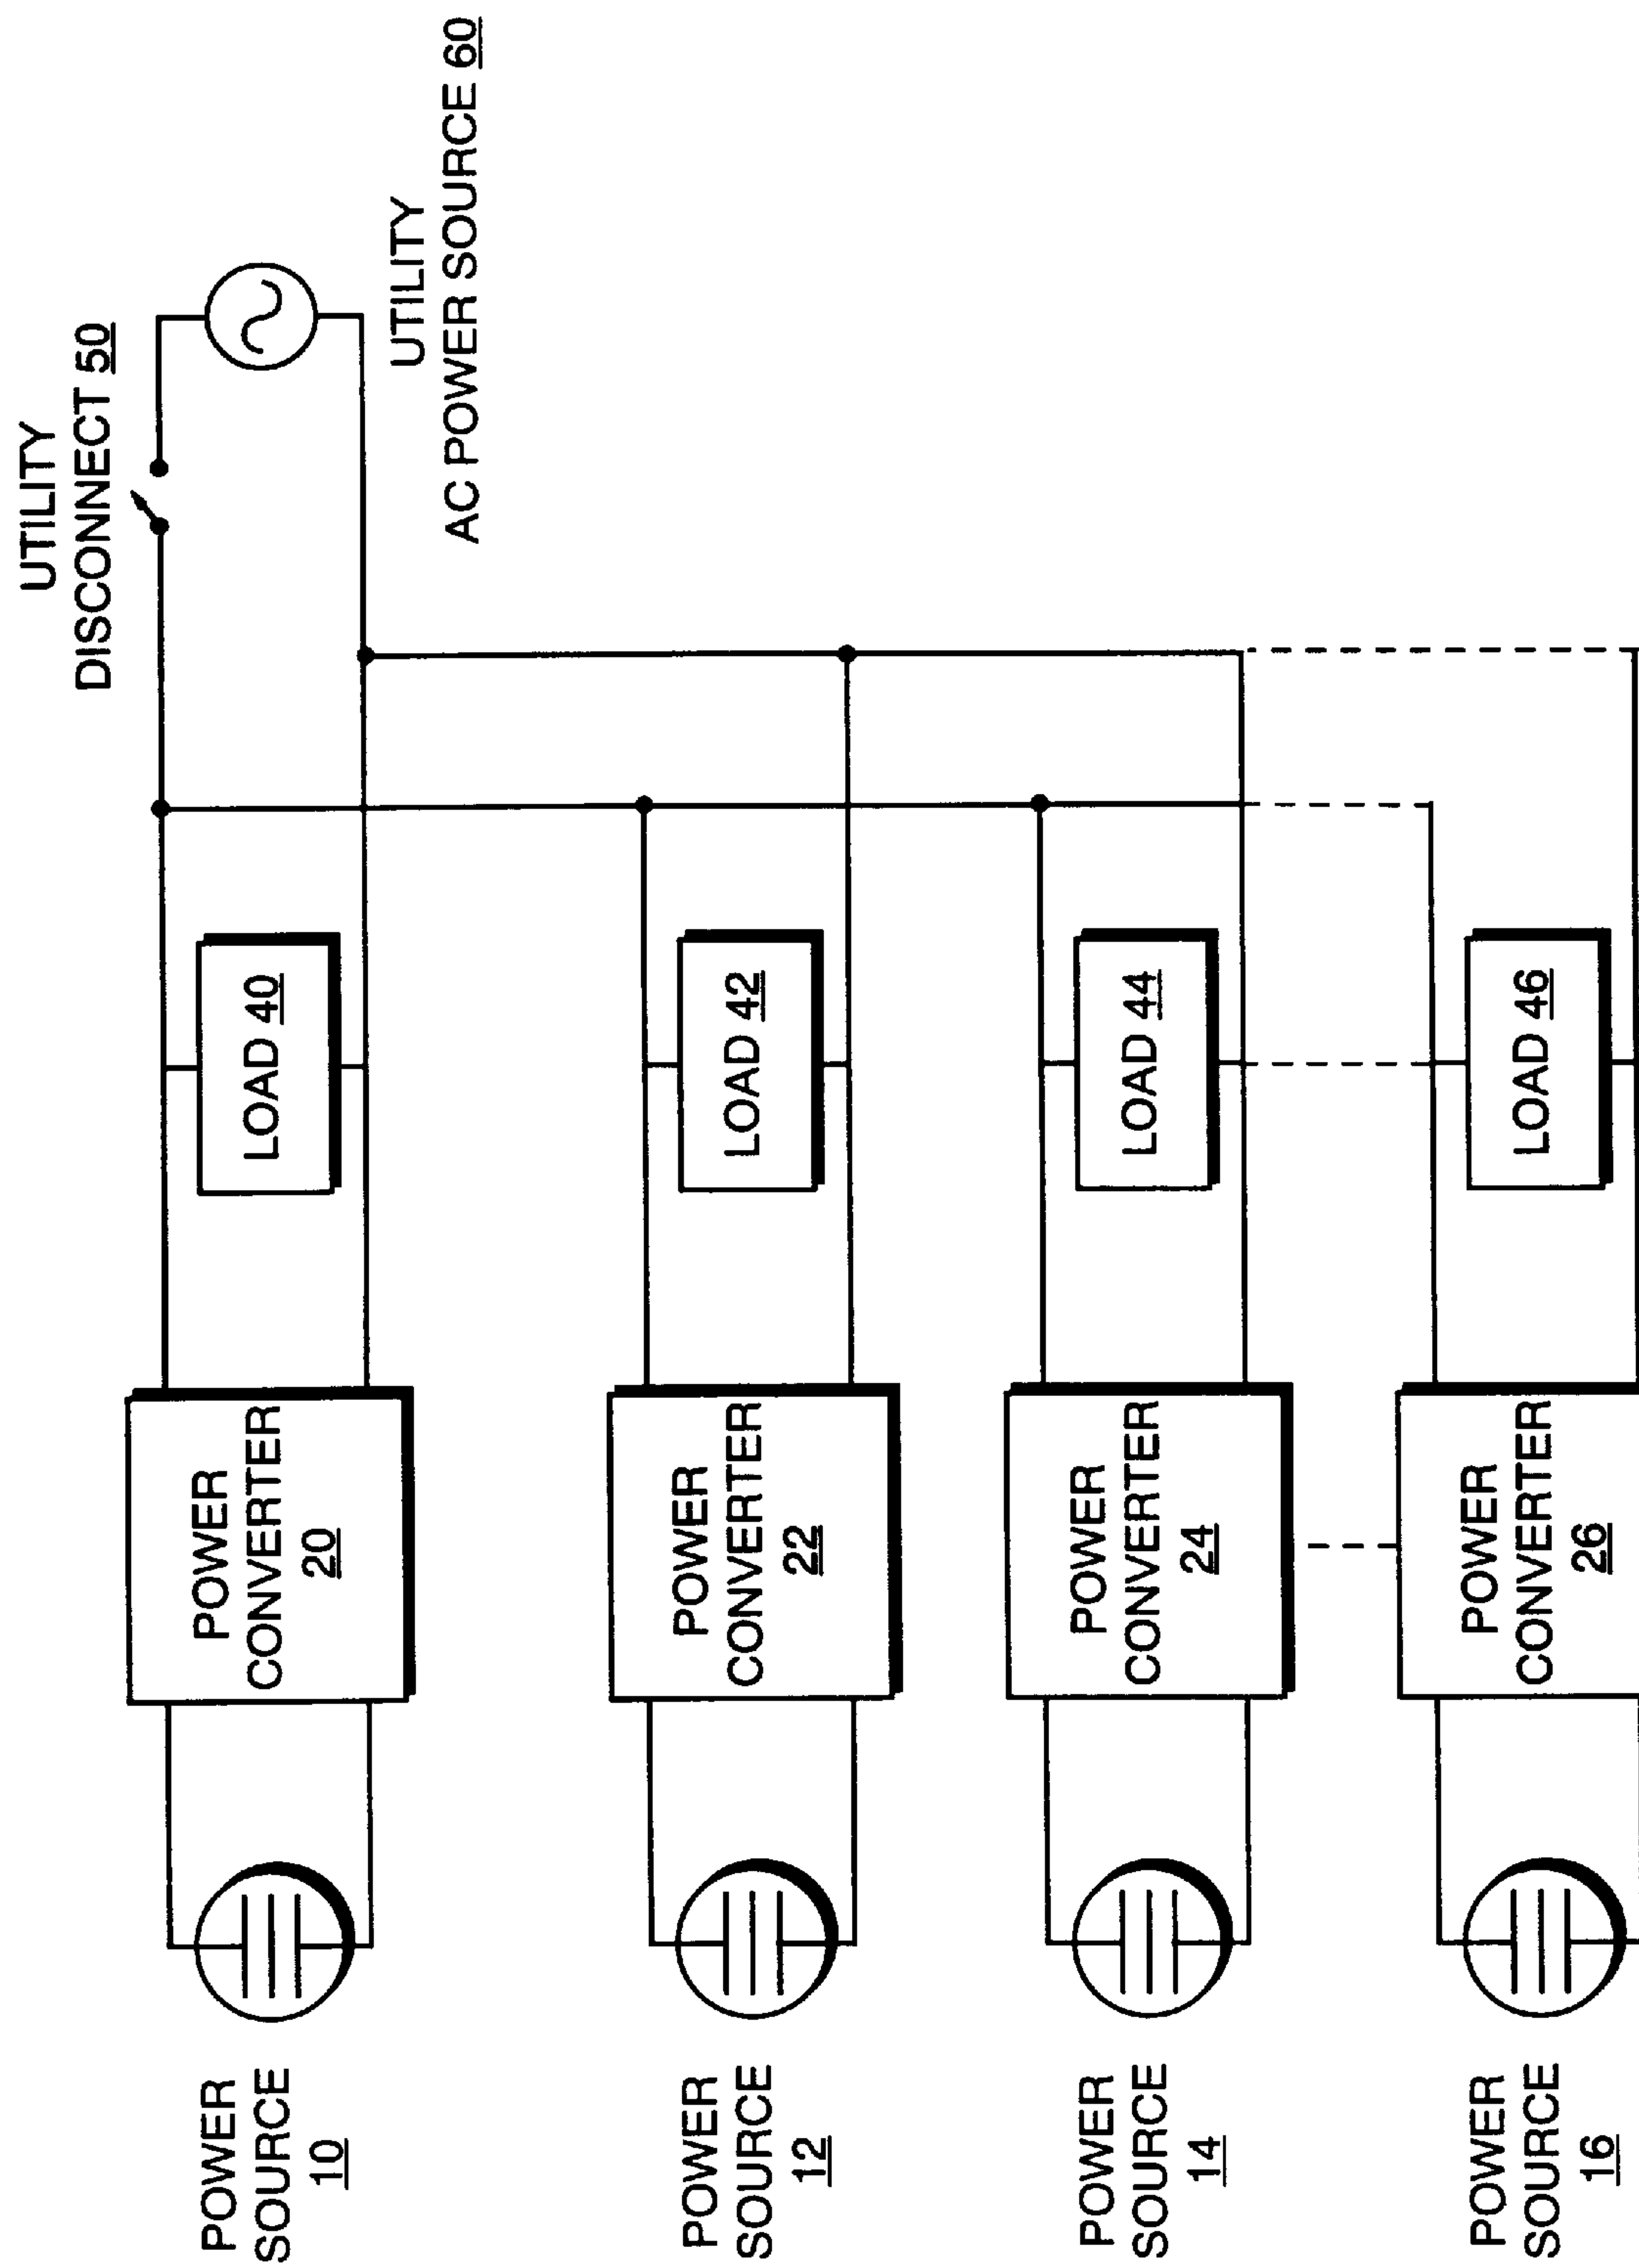 UTILITY
DISCONNECT 50
UTILITY
AC POWER SOURCE 60
LOAD 40
POWER
CONVERTER
20
POWER
SOURCE
10
LOAD 42
POWER
CONVERTER
22
POWER
SOURCE
12
LOAD 44
POWER
CONVERTER
24
POWER
SOURCE
14
LOAD 46
POWER
CONVERTER
26
POWER
SOURCE
16